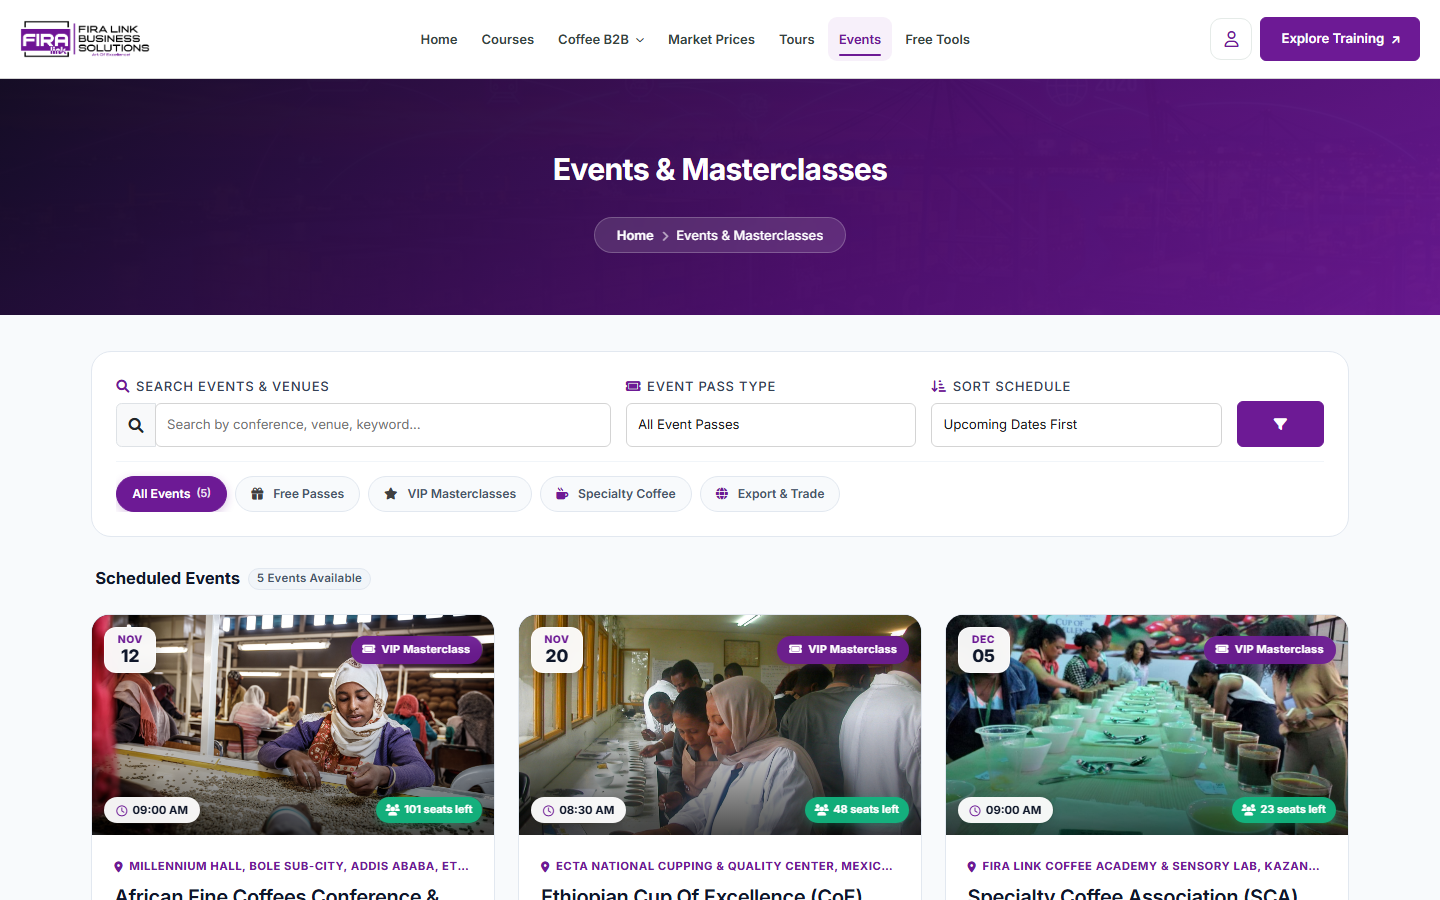 FIRA
FIRA LINK
BUSINESS
SOLUTIONS
Home
Courses
Coffee B2B
Market Prices
Tours
Events
Free Tools
Explore Training
Events & Masterclasses
Home
Events & Masterclasses
SEARCH EVENTS & VENUES
EVENT PASS TYPE
SORT SCHEDULE
Search by conference, venue, keyword...
All Event Passes
Upcoming Dates First
All Events (5)
Free Passes
VIP Masterclasses
Specialty Coffee
Export & Trade
Scheduled Events
5 Events Available
NOV
12
VIP Masterclass
09:00 AM
101 seats left
MILLENNIUM HALL, BOLE SUB-CITY, ADDIS ABABA, ET...
African Fine Coffees Conference &
NOV
20
VIP Masterclass
08:30 AM
48 seats left
ECTA NATIONAL CUPPING & QUALITY CENTER, MEXIC...
Ethiopian Cup Of Excellence (CoE)
DEC
05
CUP OF
VIP Masterclass
09:00 AM
23 seats left
FIRA LINK COFFEE ACADEMY & SENSORY LAB, KAZAN...
Specialty Coffee Association (SCA)